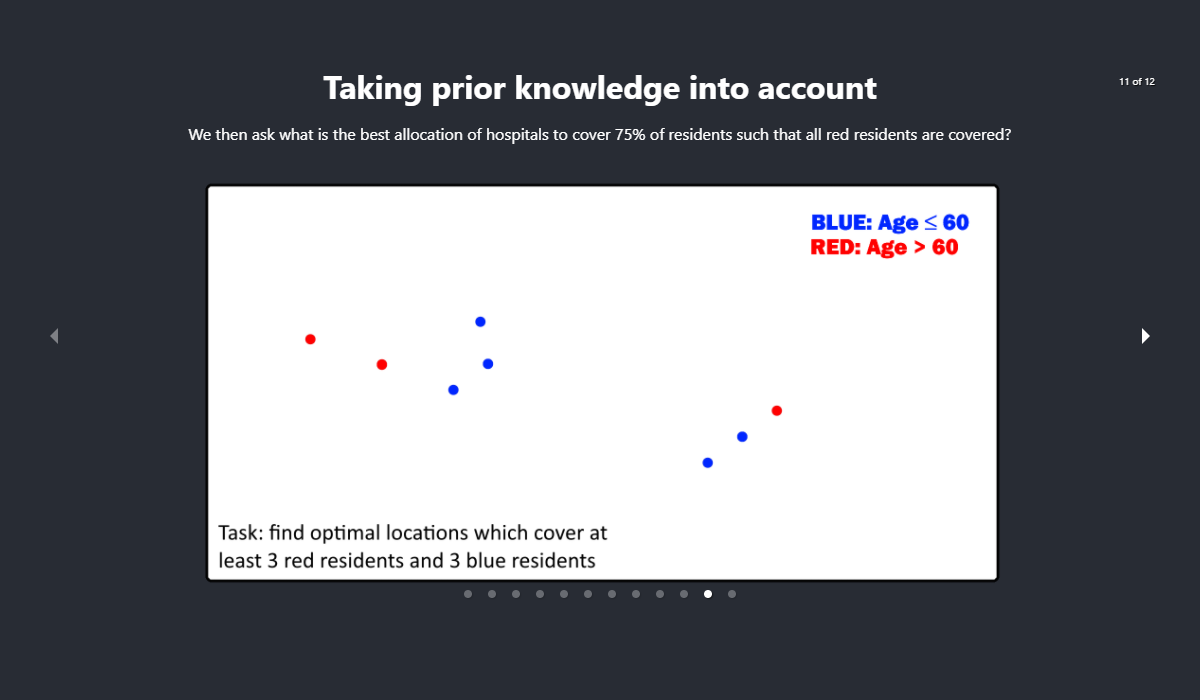 Taking prior knowledge into account
11 of 12
We then ask what is the best allocation of hospitals to cover 75% of residents such that all red residents are covered?
BLUE: Age ≤ 60
RED: Age > 60
Task: find optimal locations which cover at
least 3 red residents and 3 blue residents